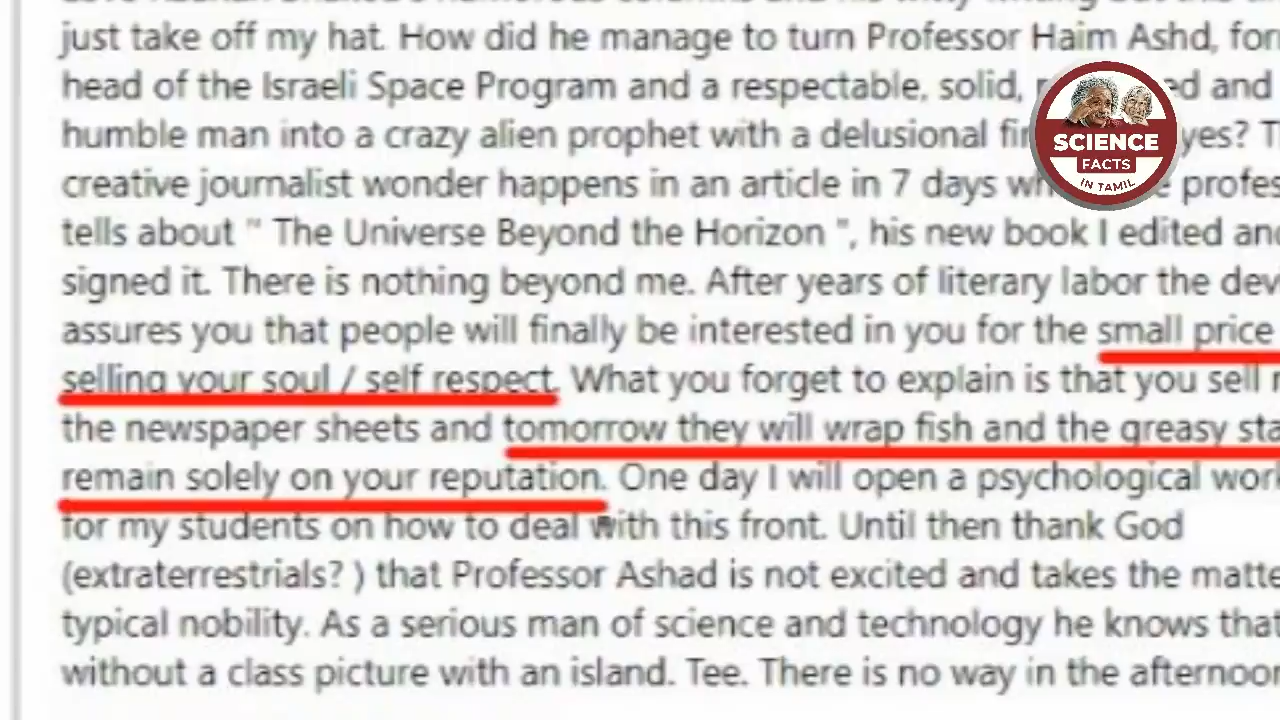 just take off my hat. How did he manage to turn Professor Haim Ashd, for
head of the Israeli Space Program and a respectable, solid, and
humble man into a crazy alien prophet with a delusional yes?
creative journalist wonder happens in an article in 7 days profes
tells about " The Universe Beyond the Horizon ", his new book I edited and
signed it. There is nothing beyond me. After years of literary labor the dev
assures you that people will finally be interested in you for the small price
selling your soul / self respect. What you forget to explain is that you sell
the newspaper sheets and tomorrow they will wrap fish and the greasy sta
remain solely on your reputation. One day I will open a psychological work
for my students on how to deal with this front. Until then thank God
(extraterrestrials? ) that Professor Ashad is not excited and takes the matte
typical nobility. As a serious man of science and technology he knows that
without a class picture with an island. Tee. There is no way in the afternoon
SCIENCE
FACTS
IN TAMIL